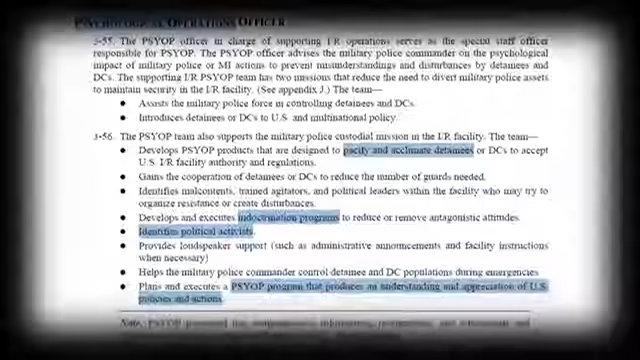 PSYCHOLOGICAL OPERATIONS OFFICER
3-55. The PSYOP officer in charge of supporting I/R operations serves as the special staff officer
responsible for PSYOP. The PSYOP officer advises the military police commander on the psychological
impact of military police or MI actions to prevent misunderstandings and disturbances by detainees and
DCs. The supporting I/R PSYOP team has two missions that reduce the need to divert military police assets
to maintain security in the I/R facility. (See appendix J.) The team—
● Assists the military police force in controlling detainees and DCs.
● Introduces detainees or DCs to U.S. and multinational policy.
3-56. The PSYOP team also supports the military police custodial mission in the I/R facility. The team—
● Develops PSYOP products that are designed to pacify and acclimate detainees or DCs to accept
U.S. I/R facility authority and regulations.
● Gains the cooperation of detainees or DCs to reduce the number of guards needed.
● Identifies malcontents, trained agitators, and political leaders within the facility who may try to
organize resistance or create disturbances.
● Develops and executes indoctrination programs to reduce or remove antagonistic attitudes.
● Identifies political activists.
● Provides loudspeaker support (such as administrative announcements and facility instructions
when necessary)
● Helps the military police commander control detainee and DC populations during emergencies
● Plans and executes a PSYOP program that produces an understanding and appreciation of U.S.
policies and actions.
Note. PSYOP personnel